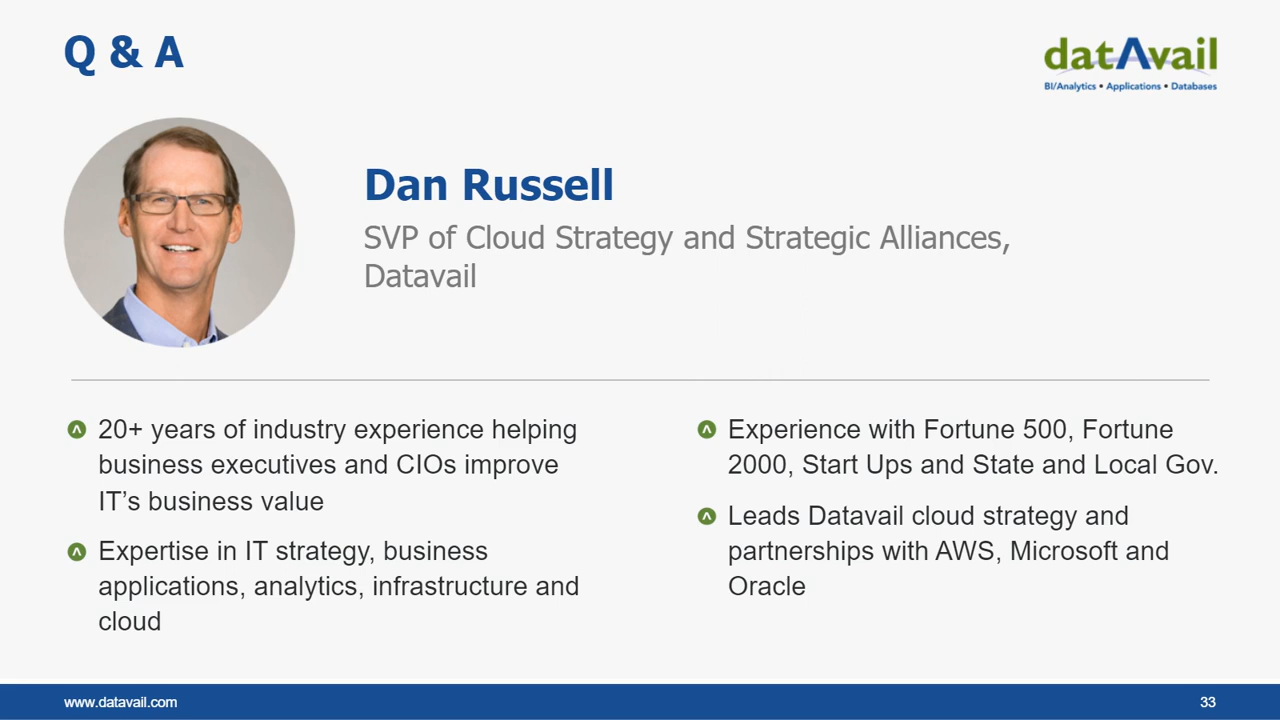 Q & A
datAvail
BI/Analytics • Applications • Databases
Dan Russell
SVP of Cloud Strategy and Strategic Alliances,
Datavail
20+ years of industry experience helping
business executives and CIOs improve
IT’s business value
Expertise in IT strategy, business
applications, analytics, infrastructure and
cloud
Experience with Fortune 500, Fortune
2000, Start Ups and State and Local Gov.
Leads Datavail cloud strategy and
partnerships with AWS, Microsoft and
Oracle
www.datavail.com
33